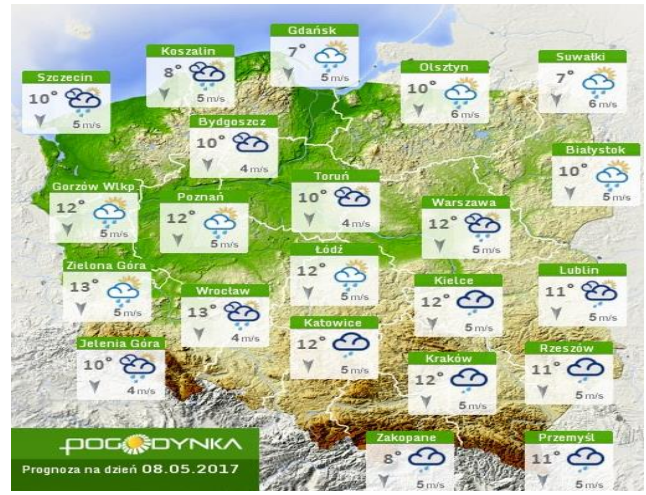 Gdańsk
7°
5 m/s
Koszalin
8°
5 m/s
Suwałki
7°
6 m/s
Olsztyn
10°
6 m/s
Szczecin
10°
5 m/s
Bydgoszcz
10°
4 m/s
Białystok
10°
5 m/s
Toruń
10°
4 m/s
Gorzów Wlkp.
12°
5 m/s
Poznań
12°
5 m/s
Warszawa
12°
5 m/s
Łódź
12°
5 m/s
Zielona Góra
13°
5 m/s
Lublin
11°
5 m/s
Kielce
12°
5 m/s
Wrocław
13°
4 m/s
Katowice
12°
5 m/s
Jelenia Góra
10°
4 m/s
Rzeszów
11°
5 m/s
Kraków
12°
5 m/s
Zakopane
8°
5 m/s
Przemyśl
11°
5 m/s
POGODYNKA
Prognoza na dzień 08.05.2017